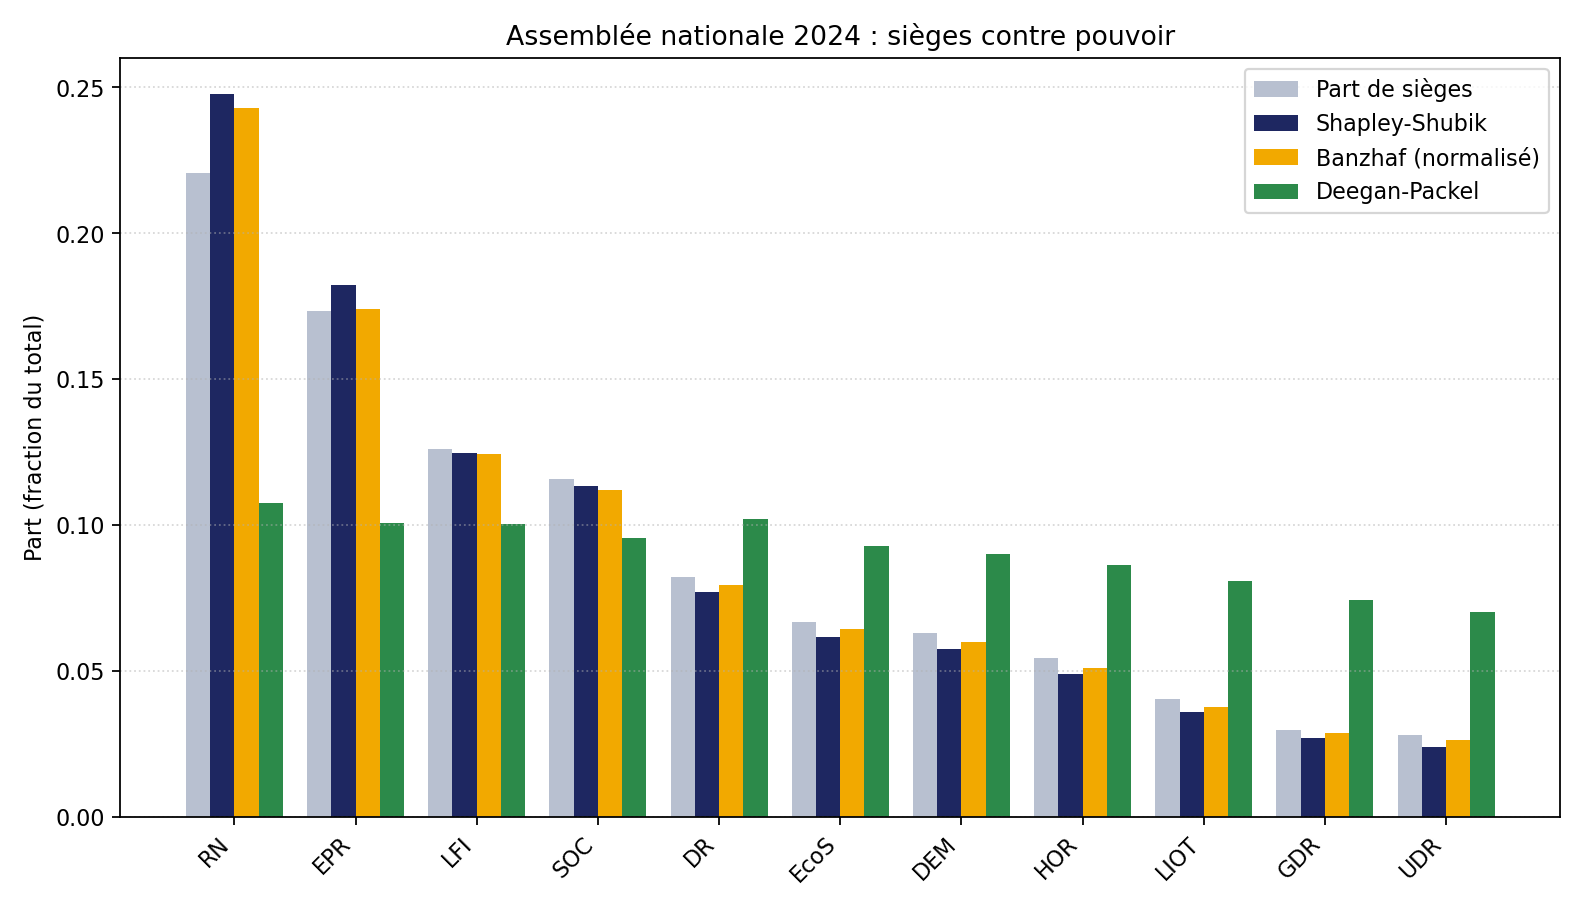 Assemblée nationale 2024 : sièges contre pouvoir
Part de sièges
Shapley-Shubik
Banzhaf (normalisé)
Deegan-Packel
Part (fraction du total)
0.25
0.20
0.15
0.10
0.05
0.00
RN
EPR
LFI
SOC
DR
EcoS
DEM
HOR
LIOT
GDR
UDR